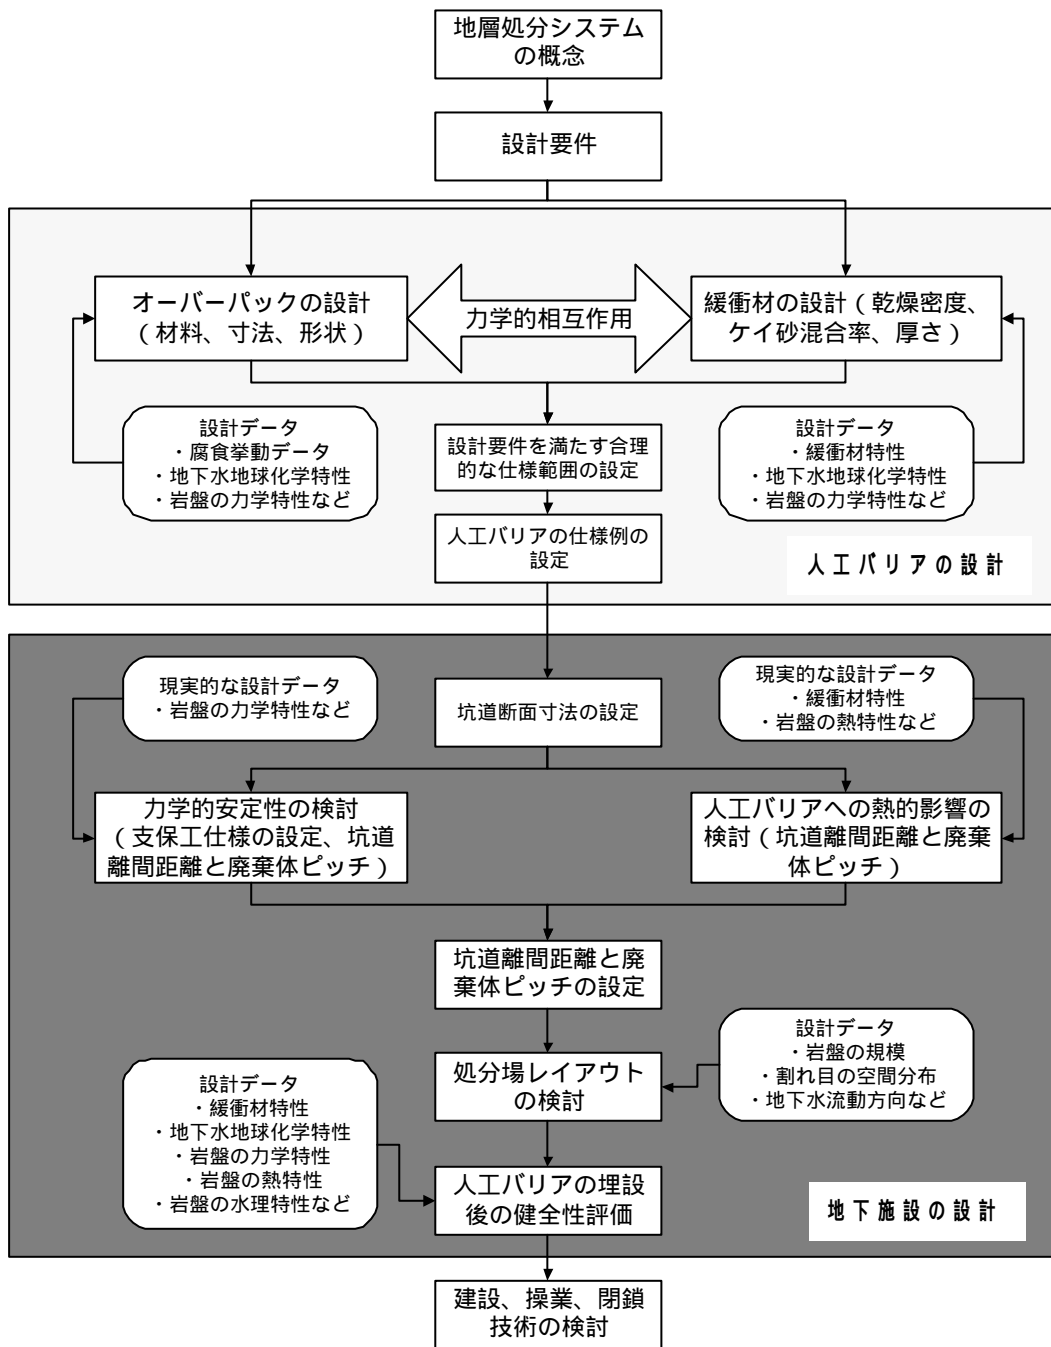 地層処分システム
の概念
設計要件
オーバーパックの設計
（材料、寸法、形状）
力学的相互作用
緩衝材の設計（乾燥密度、
ケイ砂混合率、厚さ）
設計データ
・腐食挙動データ
・地下水地球化学特性
・岩盤の力学特性など
設計要件を満たす合理
的な仕様範囲の設定
設計データ
・緩衝材特性
・地下水地球化学特性
・岩盤の力学特性など
人工バリアの仕様例の
設定
人工バリアの設計
現実的な設計データ
・岩盤の力学特性など
坑道断面寸法の設定
現実的な設計データ
・緩衝材特性
・岩盤の熱特性など
力学的安定性の検討
（支保工仕様の設定、坑道
離間距離と廃棄体ピッチ）
人工バリアへの熱的影響の
検討（坑道離間距離と廃棄
体ピッチ）
坑道離間距離と廃
棄体ピッチの設定
設計データ
・岩盤の規模
・割れ目の空間分布
・地下水流動方向など
処分場レイアウト
の検討
設計データ
・緩衝材特性
・地下水地球化学特性
・岩盤の力学特性
・岩盤の熱特性
・岩盤の水理特性など
人工バリアの埋設
後の健全性評価
地下施設の設計
建設、操業、閉鎖
技術の検討